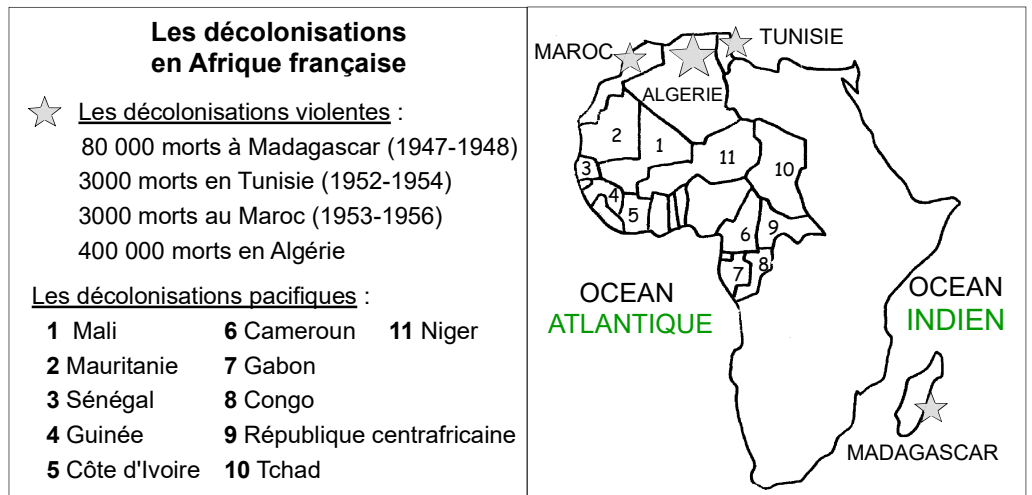 Les décolonisations
en Afrique française
Les décolonisations violentes :
80 000 morts à Madagascar (1947-1948)
3000 morts en Tunisie (1952-1954)
3000 morts au Maroc (1953-1956)
400 000 morts en Algérie
Les décolonisations pacifiques :
1 Mali 6 Cameroun 11 Niger
2 Mauritanie 7 Gabon
3 Sénégal 8 Congo
4 Guinée 9 République centrafricaine
5 Côte d'Ivoire 10 Tchad
MAROC TUNISIE
ALGERIE
2 1 11 10
3
4 5
6 9
7 8
OCEAN
ATLANTIQUE
OCEAN
INDIEN
MADAGASCAR